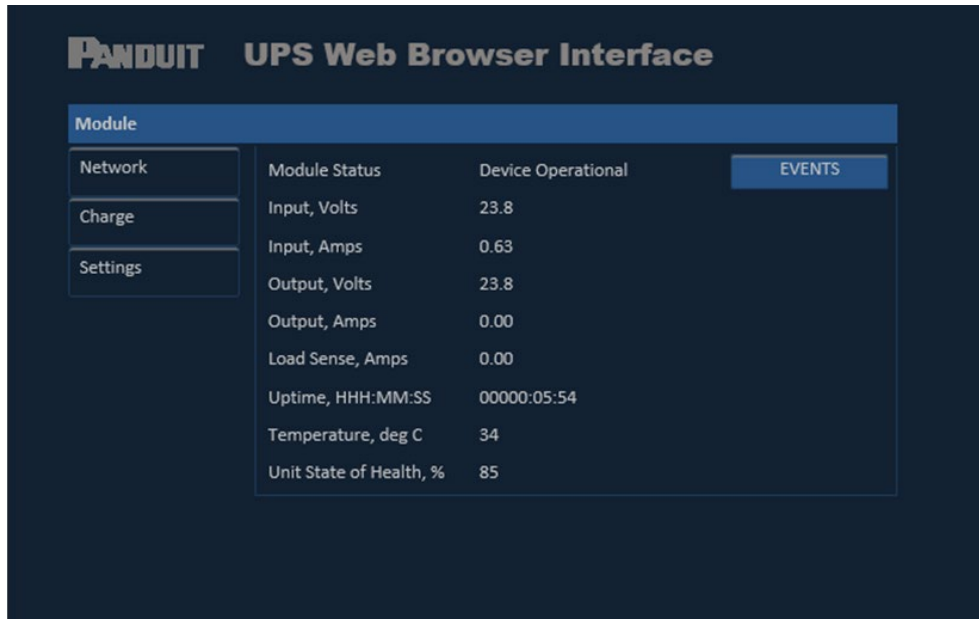 PANDUIT UPS Web Browser Interface
Module
Network
Charge
Settings
Module Status Device Operational EVENTS
Input, Volts 23.8
Input, Amps 0.63
Output, Volts 23.8
Output, Amps 0.00
Load Sense, Amps 0.00
Uptime, HHH:MM:SS 00000:05:54
Temperature, deg C 34
Unit State of Health, % 85